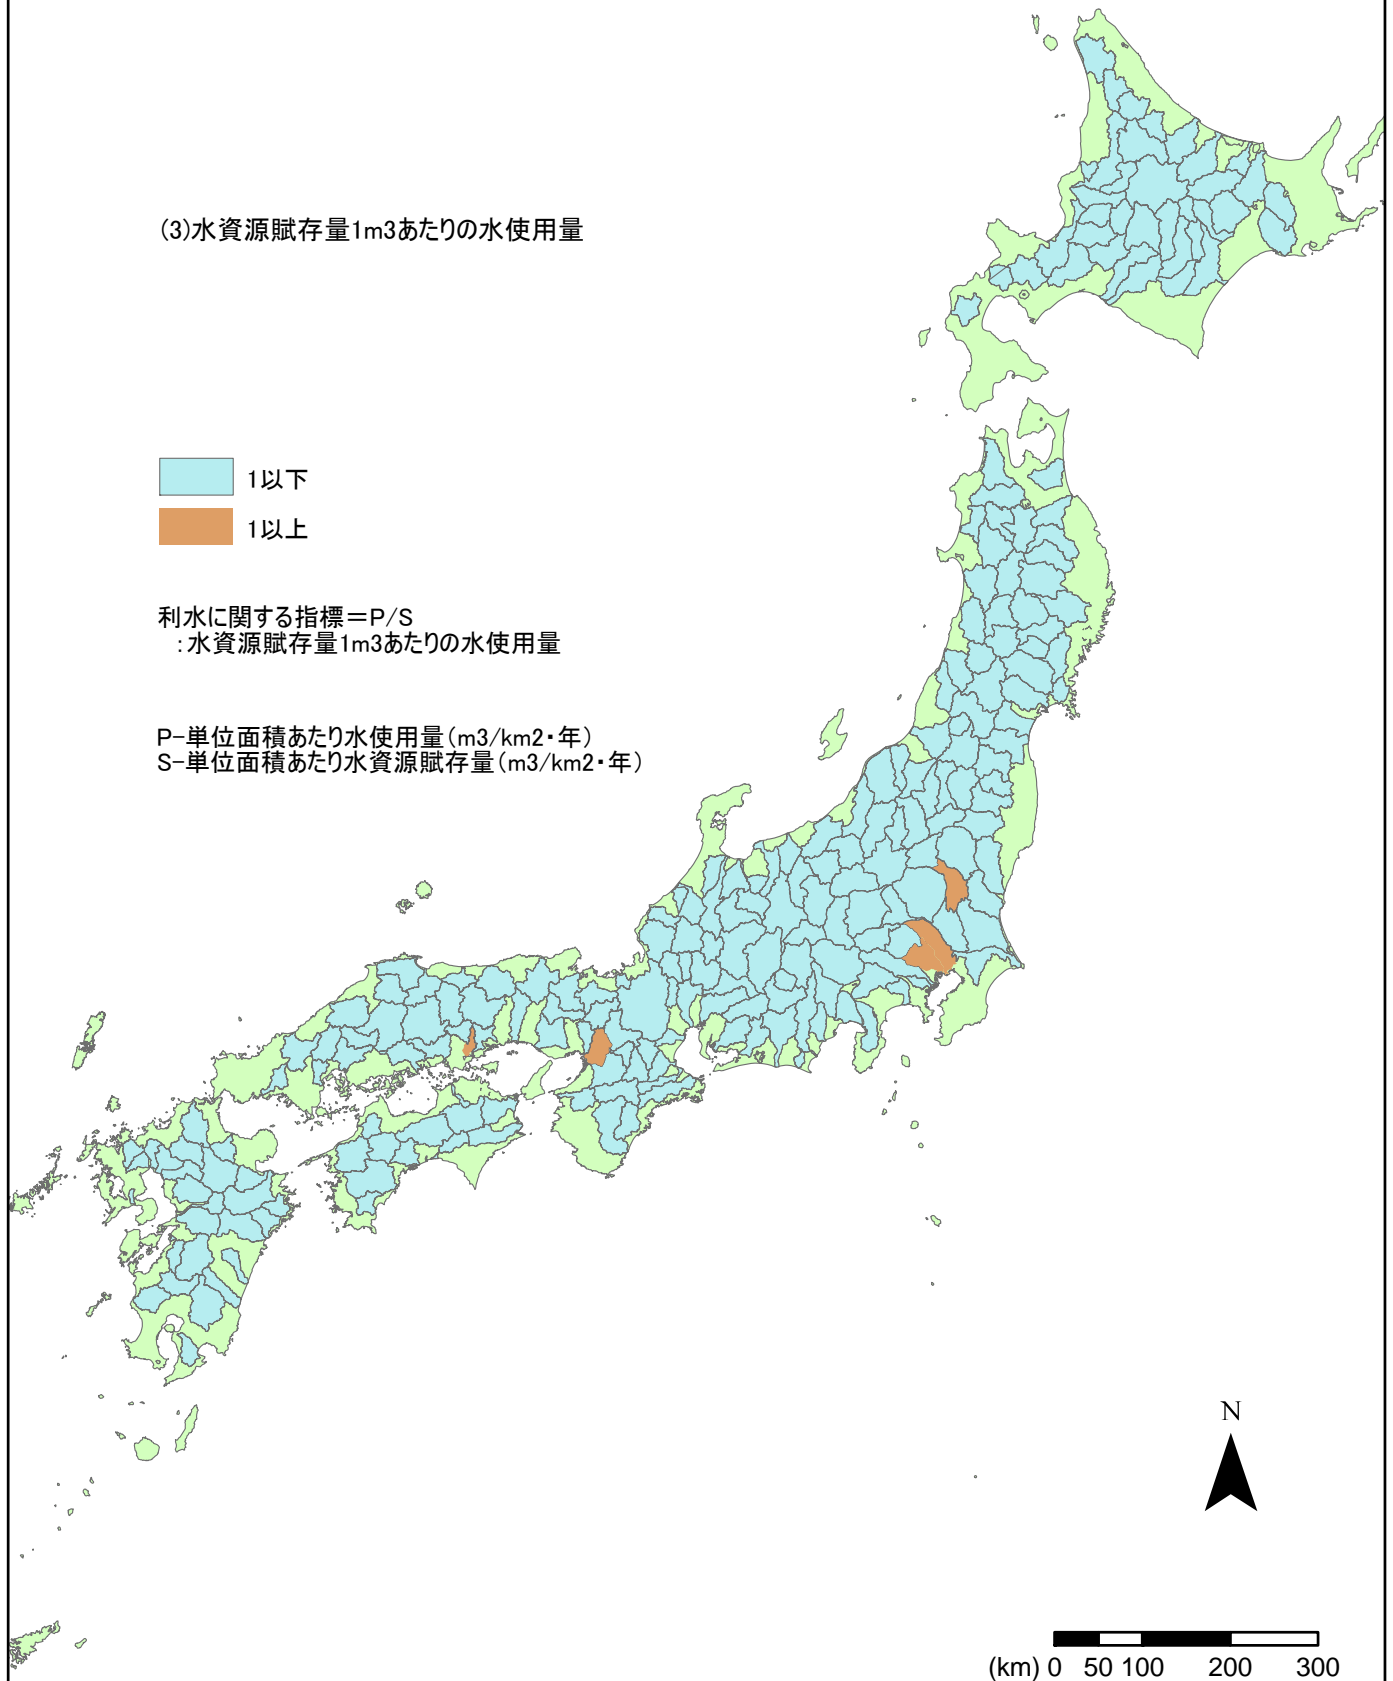 (3)水資源賦存量1m3あたりの水使用量
1以下
1以上
利水に関する指標＝P/S
：水資源賦存量1m3あたりの水使用量
P−単位面積あたり水使用量（m3/km2・年）
S−単位面積あたり水資源賦存量（m3/km2・年）
N
(km) 0 50 100 200 300